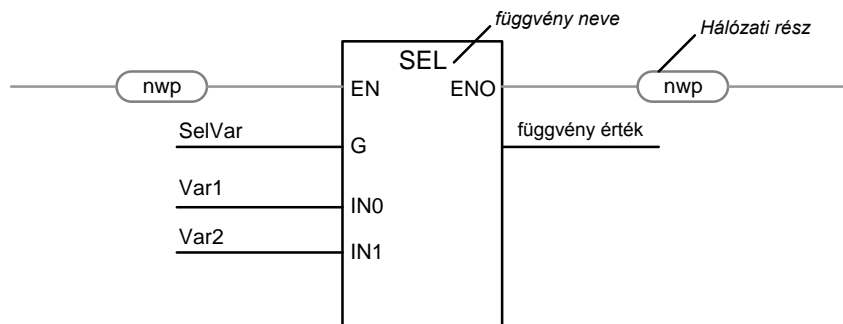 függvény neve
Hálózati rész
SEL
nwp
EN
ENO
nwp
SelVar
G
függvény érték
Var1
IN0
Var2
IN1